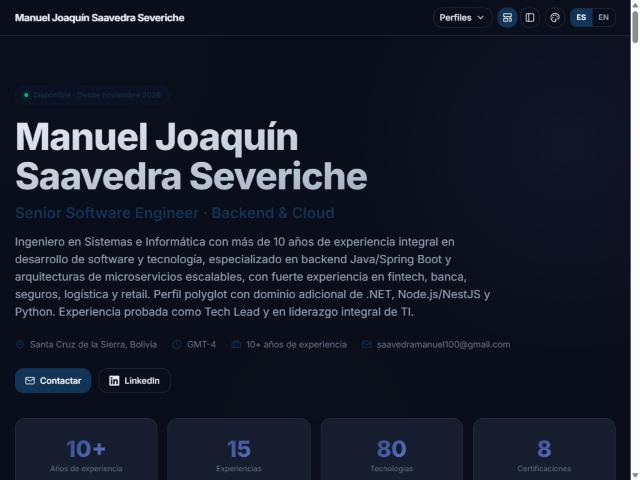 Manuel Joaquín Saavedra Severiche
Perfiles
ES EN
Disponible · Desde noviembre 2026
Manuel Joaquín
Saavedra Severiche
Senior Software Engineer · Backend & Cloud
Ingeniero en Sistemas e Informática con más de 10 años de experiencia integral en
desarrollo de software y tecnología, especializado en backend Java/Spring Boot y
arquitecturas de microservicios escalables, con fuerte experiencia en fintech, banca,
seguros, logística y retail. Perfil polyglot con dominio adicional de .NET, Node.js/NestJS y
Python. Experiencia probada como Tech Lead y en liderazgo integral de TI.
Santa Cruz de la Sierra, Bolivia GMT-4 10+ años de experiencia saavedramanuel100@gmail.com
Contactar LinkedIn
10+ 15 80 8
Años de experiencia Experiencias Tecnologías Certificaciones